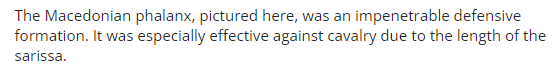 The Macedonian phalanx, pictured here, was an impenetrable defensive
formation. It was especially effective against cavalry due to the length of the
sarissa.